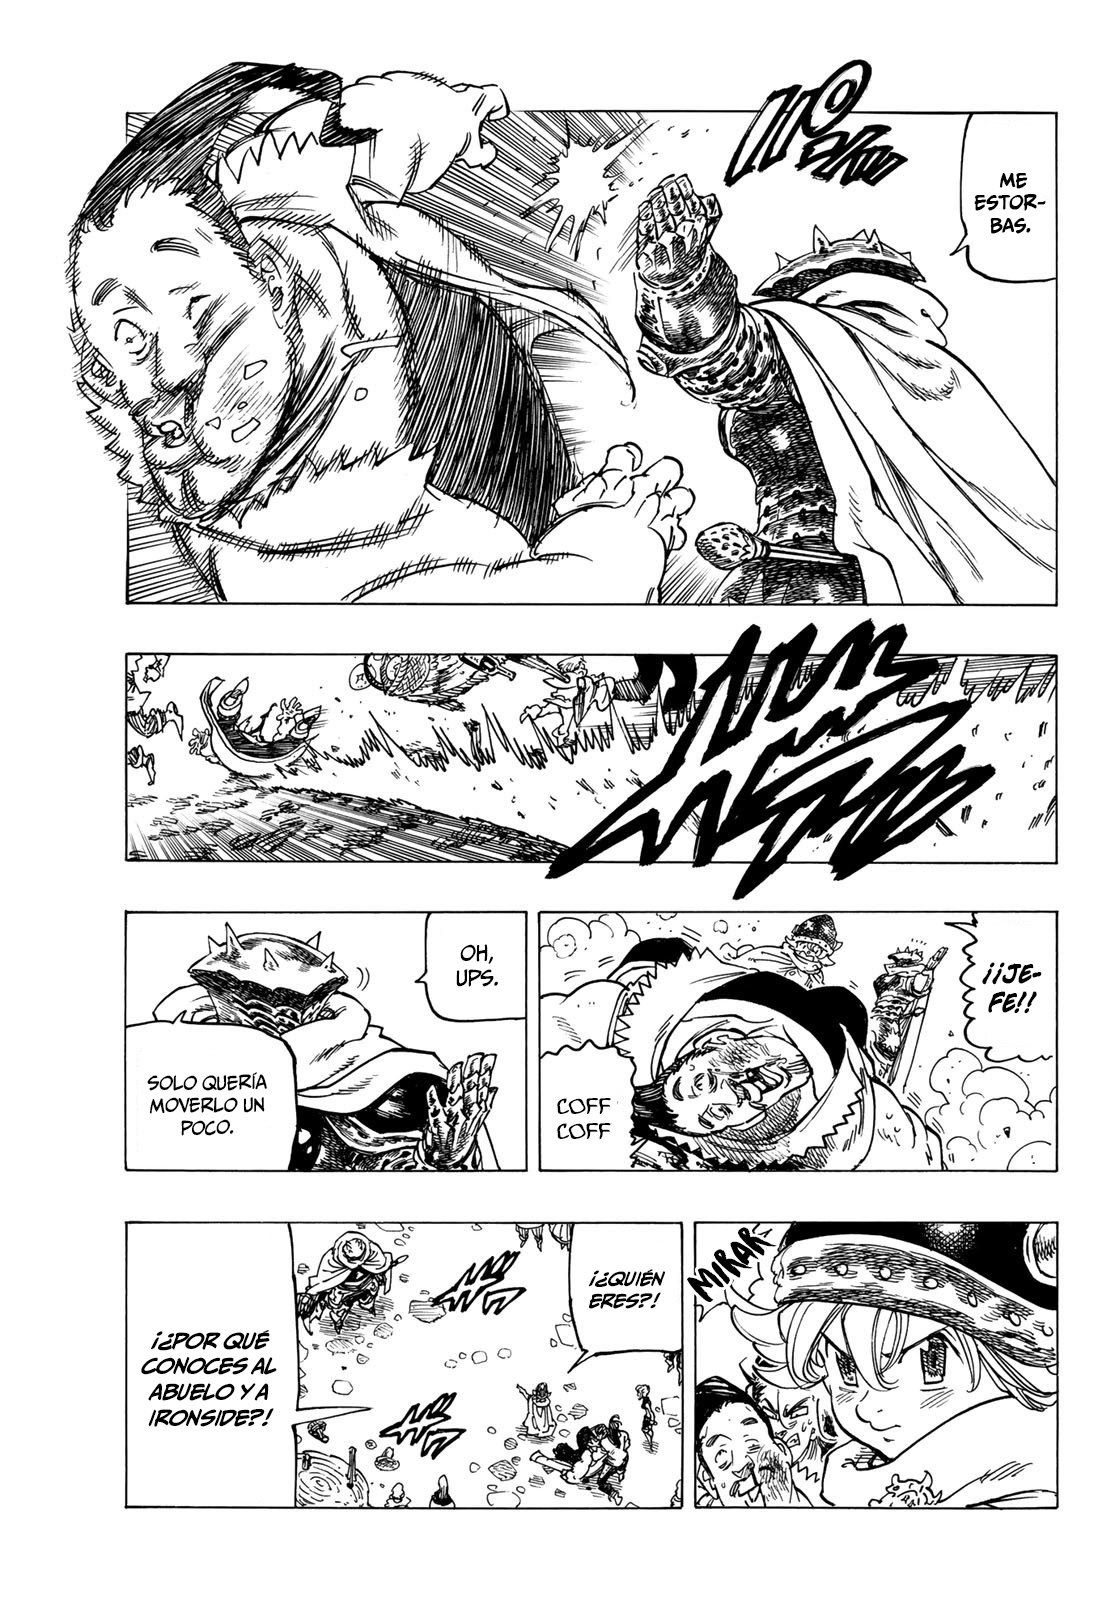 ME
ESTOR-
BAS.
¡¡JE-
FE!!
COFF
COFF
OH,
UPS.
SOLO QUERÍA
MOVERLO UN
POCO.
MIRAR
¡¿QUIÉN
ERES?!
¡¿POR QUÉ
CONOCES AL
ABUELO Y A
IRONSIDE?!